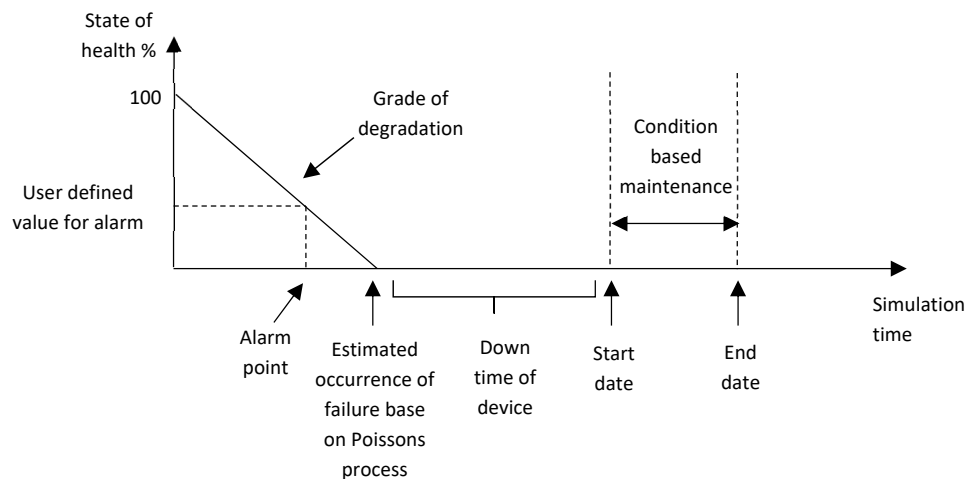 State of
health %
100
Grade of
degradation
Condition
based
maintenance
User defined
value for alarm
Simulation
time
Alarm
point
Estimated
occurrence of
failure base
on Poissons
process
Down
time of
device
Start
date
End
date